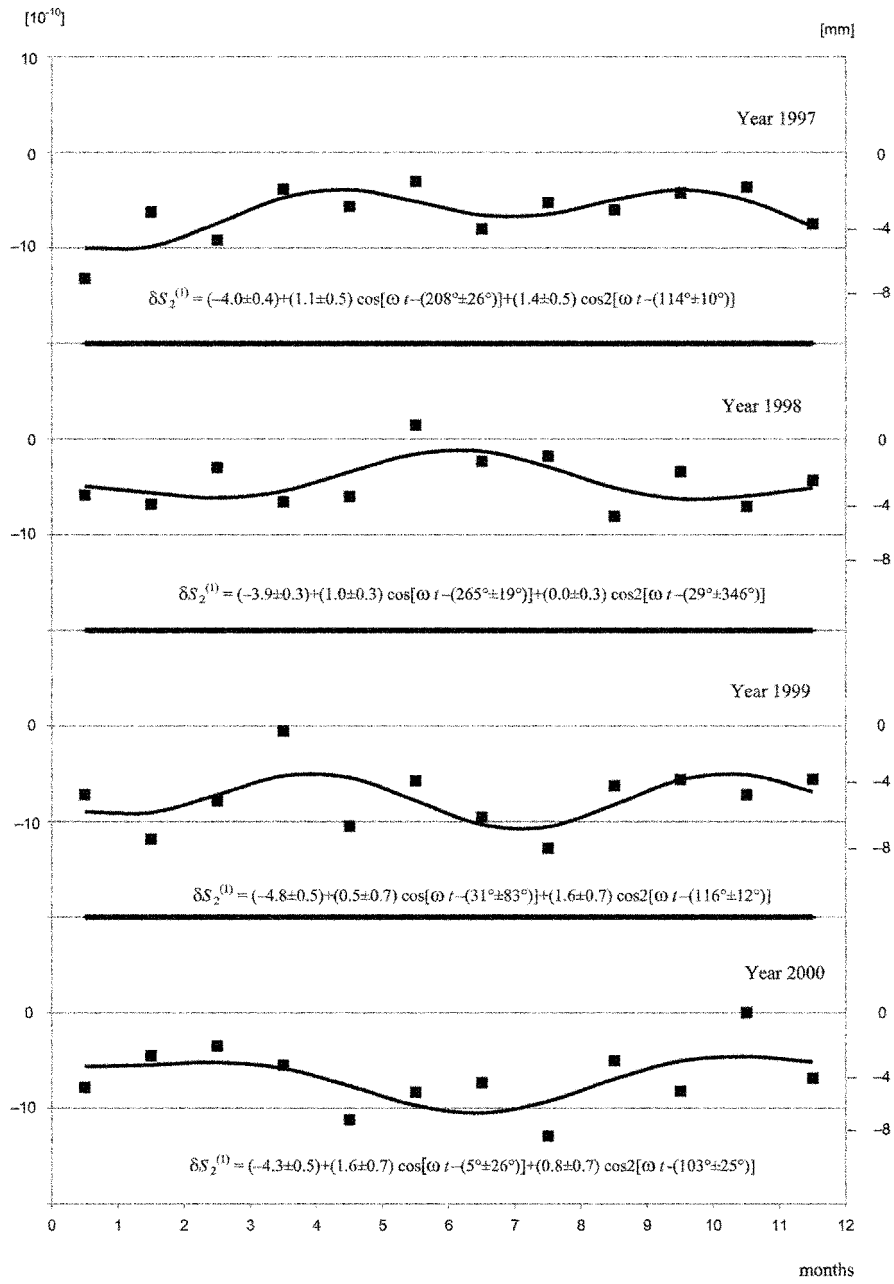 [10⁻¹⁰]
[mm]
10
Year 1997
0 0
–10 –4
–8
δS₂⁽¹⁾ = (–4.0±0.4)+(1.1±0.5) cos[ω t–(208°±26°)]+(1.4±0.5) cos2[ω t–(114°±10°)]
Year 1998
0 0
–10 –4
–8
δS₂⁽¹⁾ = (–3.9±0.3)+(1.0±0.3) cos[ω t–(265°±19°)]+(0.0±0.3) cos2[ω t–(29°±346°)]
Year 1999
0 0
–4
–10 –8
δS₂⁽¹⁾ = (–4.8±0.5)+(0.5±0.7) cos[ω t–(31°±83°)]+(1.6±0.7) cos2[ω t–(116°±12°)]
Year 2000
0 0
–10 –4
–8
δS₂⁽¹⁾ = (–4.3±0.5)+(1.6±0.7) cos[ω t–(5°±26°)]+(0.8±0.7) cos2[ω t-(103°±25°)]
0 1 2 3 4 5 6 7 8 9 10 11 12
months